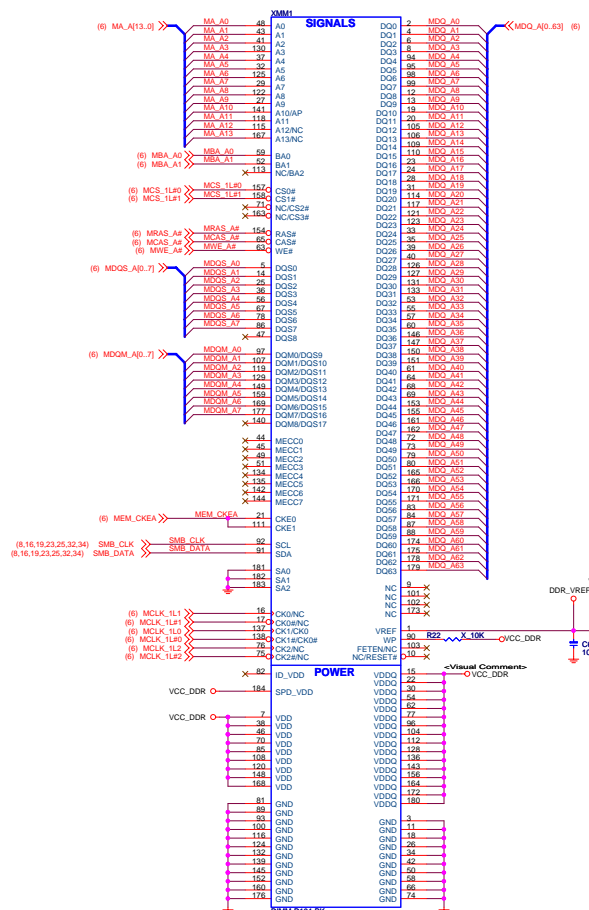 XMM1
SIGNALS
(6) MA_A[13..0]
MA_A0 48 A0
MA_A1 43 A1
MA_A2 41 A2
MA_A3 130 A3
MA_A4 37 A4
MA_A5 32 A5
MA_A6 125 A6
MA_A7 29 A7
MA_A8 122 A8
MA_A9 27 A9
MA_A10 141 A10/AP
MA_A11 118 A11
MA_A12 115 A12/NC
MA_A13 167 A13/NC
(6) MBA_A0 MBA_A0 59 BA0
(6) MBA_A1 MBA_A1 52 BA1
113 NC/BA2
(6) MCS_1L#0 MCS_1L#0 157 CS0#
(6) MCS_1L#1 MCS_1L#1 158 CS1#
71 NC/CS2#
163 NC/CS3#
(6) MRAS_A# MRAS_A# 154 RAS#
(6) MCAS_A# MCAS_A# 65 CAS#
(6) MWE_A# MWE_A# 63 WE#
(6) MDQS_A[0..7]
MDQS_A0 5 DQS0
MDQS_A1 14 DQS1
MDQS_A2 25 DQS2
MDQS_A3 36 DQS3
MDQS_A4 56 DQS4
MDQS_A5 67 DQS5
MDQS_A6 78 DQS6
MDQS_A7 86 DQS7
47 DQS8
(6) MDQM_A[0..7]
MDQM_A0 97 DQM0/DQS9
MDQM_A1 107 DQM1/DQS10
MDQM_A2 119 DQM2/DQS11
MDQM_A3 129 DQM3/DQS12
MDQM_A4 149 DQM4/DQS13
MDQM_A5 159 DQM5/DQS14
MDQM_A6 169 DQM6/DQS15
MDQM_A7 177 DQM7/DQS16
140 DQM8/DQS17
44 MECC0
45 MECC1
49 MECC2
51 MECC3
134 MECC4
135 MECC5
142 MECC6
144 MECC7
(6) MEM_CKEA MEM_CKEA 21 CKE0
111 CKE1
(8,16,19,23,25,32,34) SMB_CLK SMB_CLK 92 SCL
(8,16,19,23,25,32,34) SMB_DATA SMB_DATA 91 SDA
181 SA0
182 SA1
183 SA2
(6) MCLK_1L1 16 CK0/NC
(6) MCLK_1L#1 17 CK0#/NC
(6) MCLK_1L0 137 CK1/CK0
(6) MCLK_1L#0 138 CK1#/CK0#
(6) MCLK_1L2 76 CK2/NC
(6) MCLK_1L#2 75 CK2#/NC
MDQ_A[0..63] (6)
DQ0 2 MDQ_A0
DQ1 4 MDQ_A1
DQ2 6 MDQ_A2
DQ3 8 MDQ_A3
DQ4 94 MDQ_A4
DQ5 95 MDQ_A5
DQ6 98 MDQ_A6
DQ7 99 MDQ_A7
DQ8 12 MDQ_A8
DQ9 13 MDQ_A9
DQ10 19 MDQ_A10
DQ11 20 MDQ_A11
DQ12 105 MDQ_A12
DQ13 106 MDQ_A13
DQ14 109 MDQ_A14
DQ15 110 MDQ_A15
DQ16 23 MDQ_A16
DQ17 24 MDQ_A17
DQ18 28 MDQ_A18
DQ19 31 MDQ_A19
DQ20 114 MDQ_A20
DQ21 117 MDQ_A21
DQ22 121 MDQ_A22
DQ23 123 MDQ_A23
DQ24 33 MDQ_A24
DQ25 35 MDQ_A25
DQ26 39 MDQ_A26
DQ27 40 MDQ_A27
DQ28 126 MDQ_A28
DQ29 127 MDQ_A29
DQ30 131 MDQ_A30
DQ31 133 MDQ_A31
DQ32 53 MDQ_A32
DQ33 55 MDQ_A33
DQ34 57 MDQ_A34
DQ35 60 MDQ_A35
DQ36 146 MDQ_A36
DQ37 147 MDQ_A37
DQ38 150 MDQ_A38
DQ39 151 MDQ_A39
DQ40 61 MDQ_A40
DQ41 64 MDQ_A41
DQ42 68 MDQ_A42
DQ43 69 MDQ_A43
DQ44 153 MDQ_A44
DQ45 155 MDQ_A45
DQ46 161 MDQ_A46
DQ47 162 MDQ_A47
DQ48 72 MDQ_A48
DQ49 73 MDQ_A49
DQ50 79 MDQ_A50
DQ51 80 MDQ_A51
DQ52 165 MDQ_A52
DQ53 166 MDQ_A53
DQ54 170 MDQ_A54
DQ55 171 MDQ_A55
DQ56 83 MDQ_A56
DQ57 84 MDQ_A57
DQ58 87 MDQ_A58
DQ59 88 MDQ_A59
DQ60 174 MDQ_A60
DQ61 175 MDQ_A61
DQ62 178 MDQ_A62
DQ63 179 MDQ_A63
NC 9
NC 101
NC 102
NC 173
DDR_VREF
VREF 1
WP 90 R22 X_10K VCC_DDR
FETEN/NC 103
NC/RESET# 10
POWER
<Visual Comment>
82 ID_VDD
VCC_DDR 184 SPD_VDD
VCC_DDR 7 VDD
38 VDD
46 VDD
70 VDD
85 VDD
108 VDD
120 VDD
148 VDD
168 VDD
81 GND
89 GND
93 GND
100 GND
116 GND
124 GND
132 GND
139 GND
145 GND
152 GND
160 GND
176 GND
VDDQ 15 VCC_DDR
VDDQ 22
VDDQ 30
VDDQ 54
VDDQ 62
VDDQ 77
VDDQ 96
VDDQ 104
VDDQ 112
VDDQ 128
VDDQ 136
VDDQ 143
VDDQ 156
VDDQ 164
VDDQ 172
VDDQ 180
GND 3
GND 11
GND 18
GND 26
GND 34
GND 42
GND 50
GND 58
GND 66
GND 74